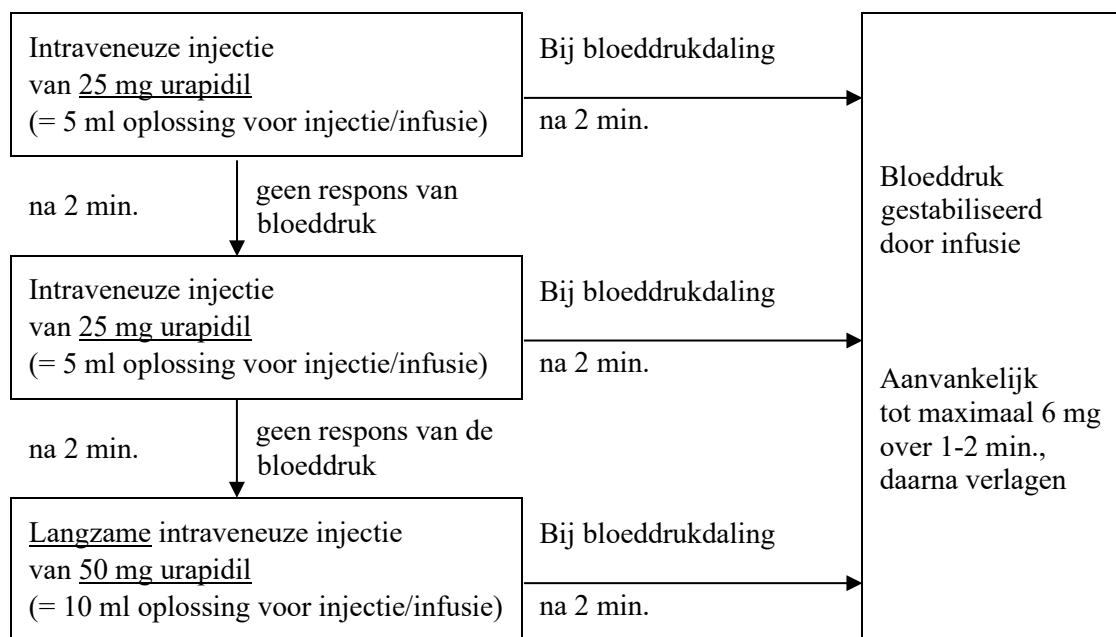 Intraveneuze injectie
van 25 mg urapidil
(= 5 ml oplossing voor injectie/infusie)
Bij bloeddrukdaling
na 2 min.
na 2 min.
geen respons van
bloeddruk
Intraveneuze injectie
van 25 mg urapidil
(= 5 ml oplossing voor injectie/infusie)
Bij bloeddrukdaling
na 2 min.
na 2 min.
geen respons van de
bloeddruk
Langzame intraveneuze injectie
van 50 mg urapidil
(= 10 ml oplossing voor injectie/infusie)
Bij bloeddrukdaling
na 2 min.
Bloeddruk
gestabiliseerd
door infusie
Aanvankelijk
tot maximaal 6 mg
over 1-2 min.,
daarna verlagen